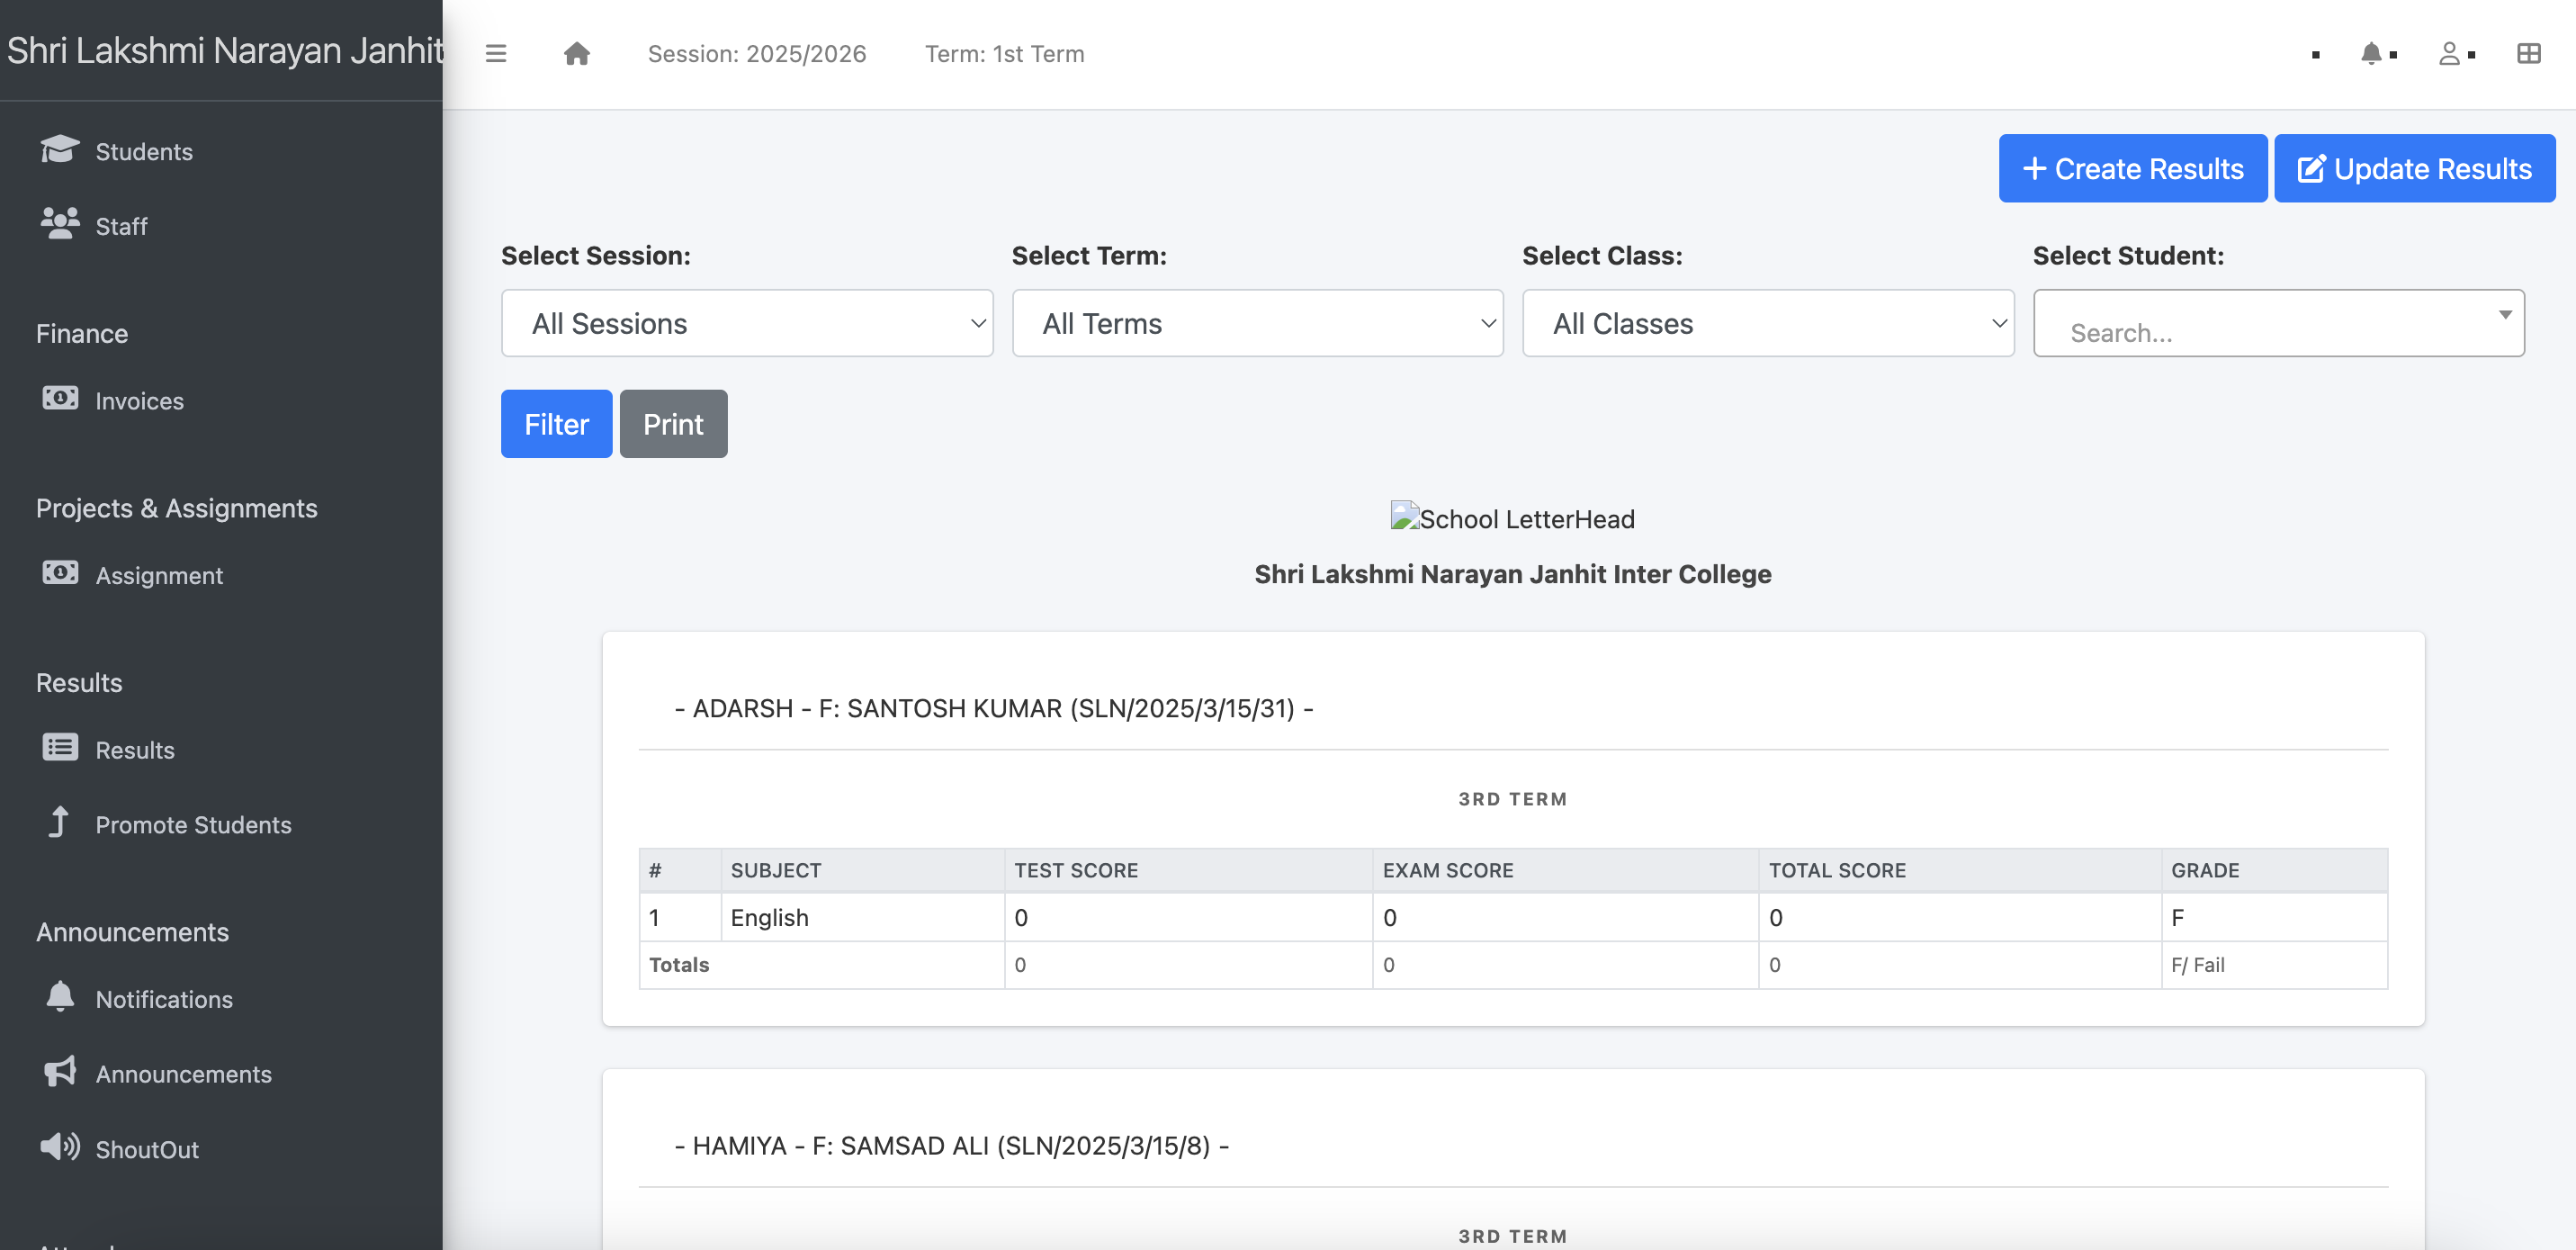 Shri Lakshmi Narayan Janhit
Session: 2025/2026
Term: 1st Term
Students
Staff
Finance
Invoices
Projects & Assignments
Assignment
Results
Results
Promote Students
Announcements
Notifications
Announcements
ShoutOut
+ Create Results
Update Results
Select Session:
Select Term:
Select Class:
Select Student:
All Sessions
All Terms
All Classes
Search...
Filter
Print
School LetterHead
Shri Lakshmi Narayan Janhit Inter College
- ADARSH - F: SANTOSH KUMAR (SLN/2025/3/15/31) -
3RD TERM
# SUBJECT TEST SCORE EXAM SCORE TOTAL SCORE GRADE
1 English 0 0 0 F
Totals 0 0 0 F/ Fail
- HAMIYA - F: SAMSAD ALI (SLN/2025/3/15/8) -
3RD TERM